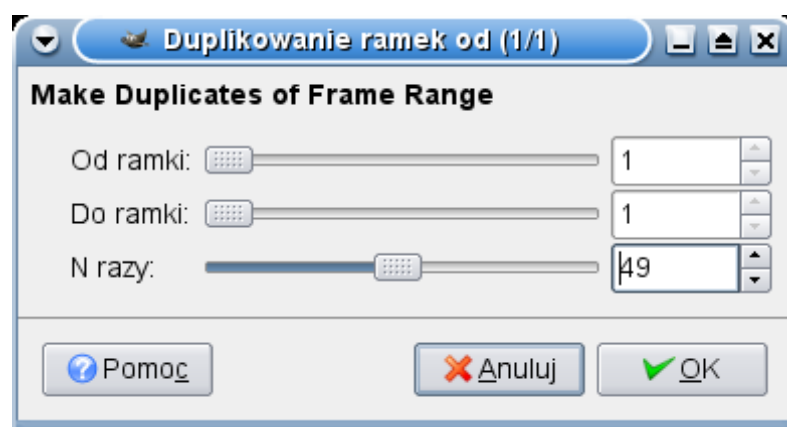 Duplikowanie ramek od (1/1)
Make Duplicates of Frame Range
Od ramki: 1
Do ramki: 1
N razy: 49
Pomoc Anuluj OK